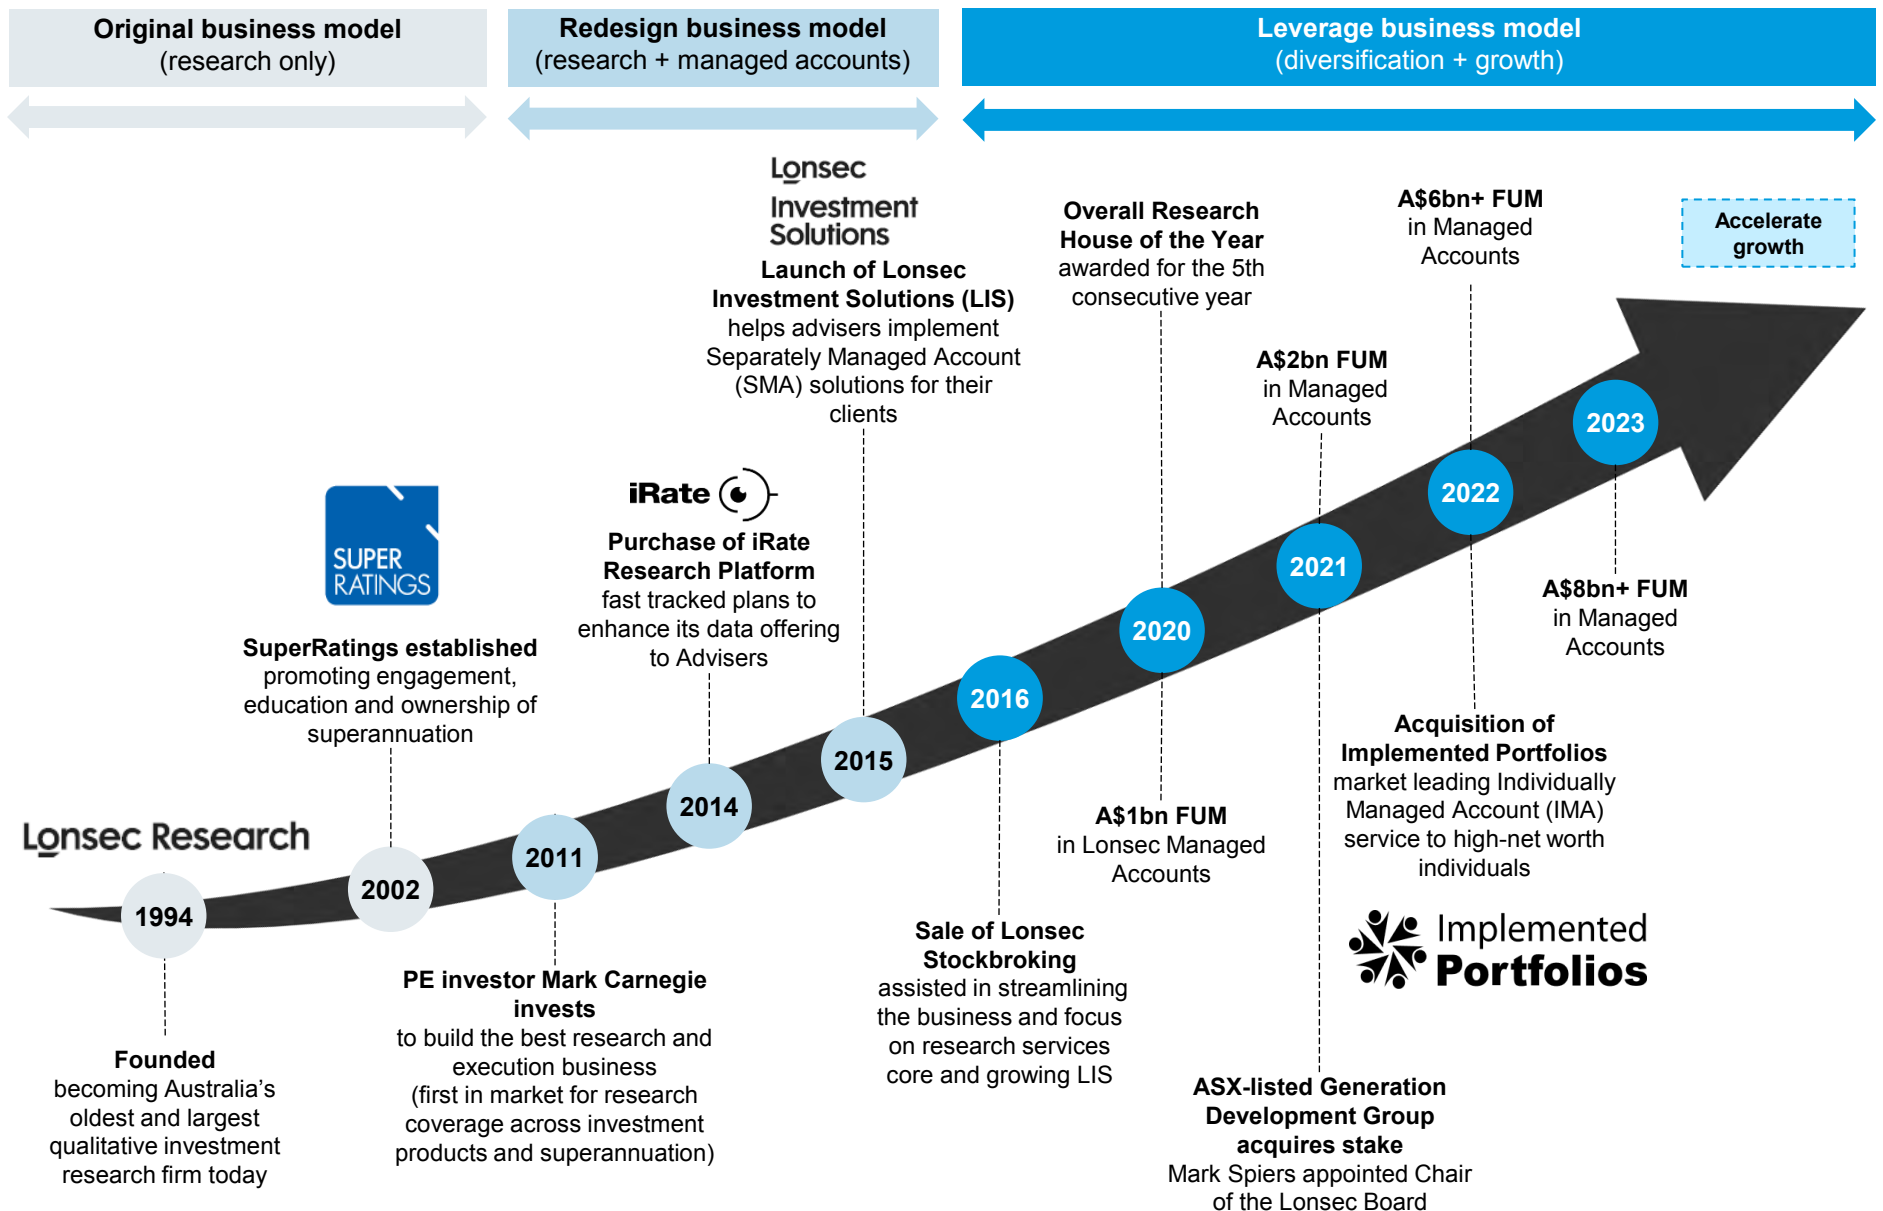 Original business model
(research only)
Redesign business model
(research + managed accounts)
Leverage business model
(diversification + growth)
Lonsec Research
1994
Founded
becoming Australia’s
oldest and largest
qualitative investment
research firm today
SUPER
RATINGS
SuperRatings established
promoting engagement,
education and ownership of
superannuation
2002
2011
PE investor Mark Carnegie
invests
to build the best research and
execution business
(first in market for research
coverage across investment
products and superannuation)
iRate
Purchase of iRate
Research Platform
fast tracked plans to
enhance its data offering
to Advisers
2014
Lonsec
Investment
Solutions
Launch of Lonsec
Investment Solutions (LIS)
helps advisers implement
Separately Managed Account
(SMA) solutions for their
clients
2015
2016
Sale of Lonsec
Stockbroking
assisted in streamlining
the business and focus
on research services
core and growing LIS
Overall Research
House of the Year
awarded for the 5th
consecutive year
2020
A$1bn FUM
in Lonsec Managed
Accounts
A$2bn FUM
in Managed
Accounts
2021
ASX-listed Generation
Development Group
acquires stake
Mark Spiers appointed Chair
of the Lonsec Board
A$6bn+ FUM
in Managed
Accounts
2022
Acquisition of
Implemented Portfolios
market leading Individually
Managed Account (IMA)
service to high-net worth
individuals
Implemented
Portfolios
2023
A$8bn+ FUM
in Managed
Accounts
Accelerate
growth